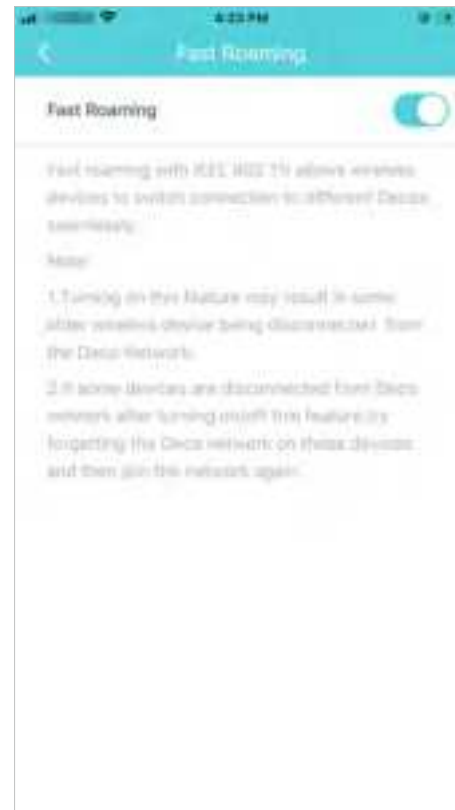 4:23 PM
Fast Roaming
Fast Roaming
Fast roaming with IEEE 802.11r allows wireless
devices to switch connection to different Decos
seamlessly.
Note:
1.Turning on this feature may result in some
older wireless device being disconnected from
the Deco Network.
2.If some devices are disconnected from Deco
network after turning on/off this feature,try
forgetting the Deco network on these devices
and then join the network again.